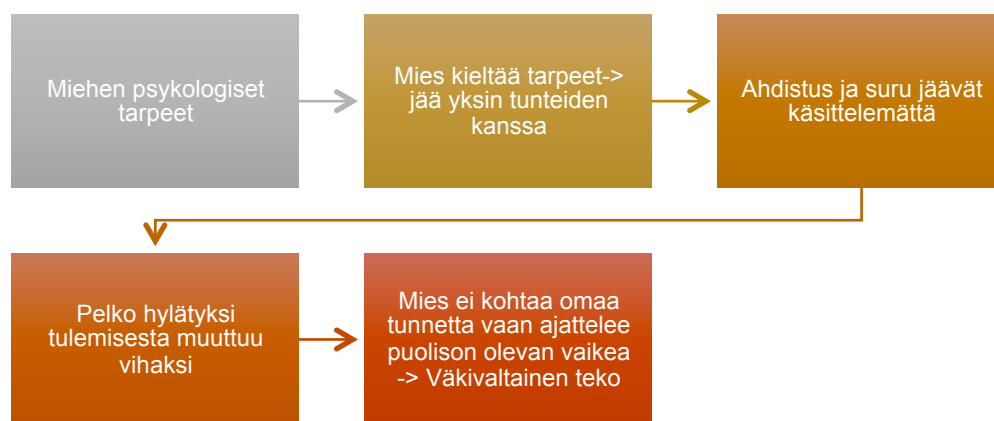 Miehen psykologiset
tarpeet
Mies kieltää tarpeet->
jää yksin tunteiden
kanssa
Ahdistus ja suru jäävät
käsittelemättä
Pelko hylätyksi
tulemisesta muuttuu
vihaksi
Mies ei kohtaa omaa
tunnetta vaan ajattelee
puolison olevan vaikea
-> Väkivaltainen teko